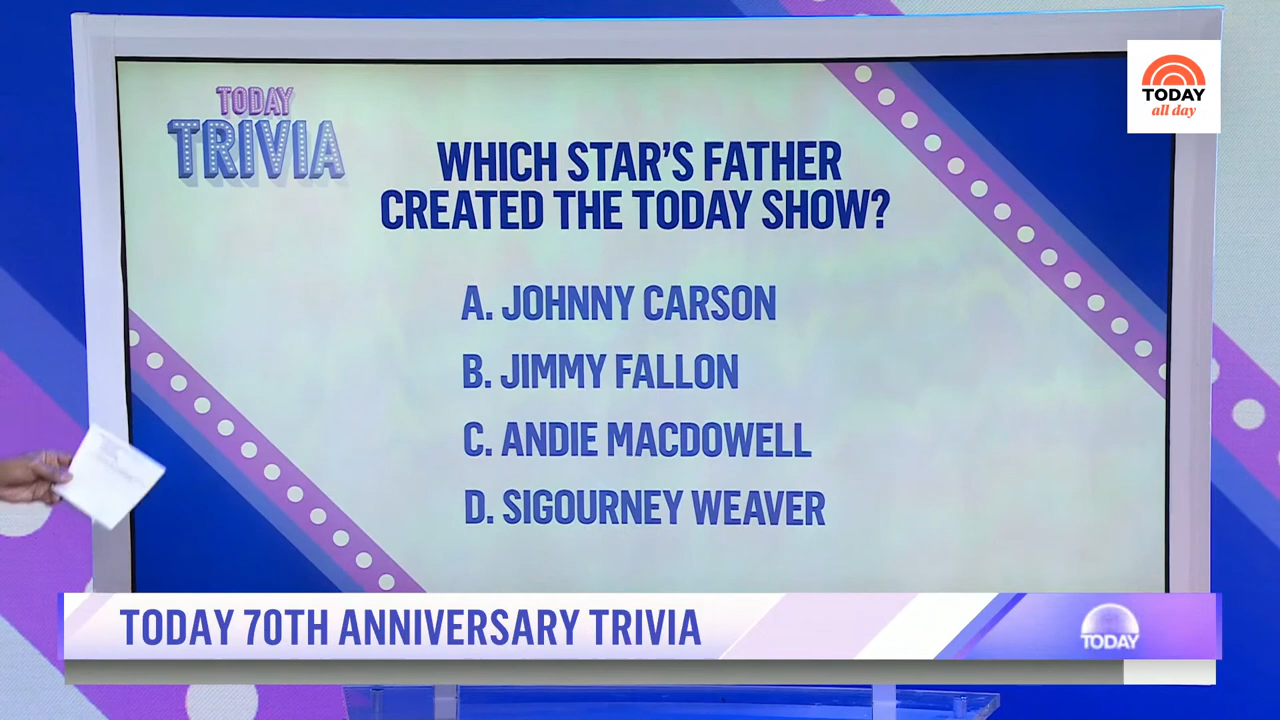 TODAY
all day
TODAY
TRIVIA
WHICH STAR'S FATHER
CREATED THE TODAY SHOW?
A. JOHNNY CARSON
B. JIMMY FALLON
C. ANDIE MACDOWELL
D. SIGOURNEY WEAVER
TODAY 70TH ANNIVERSARY TRIVIA
TODAY